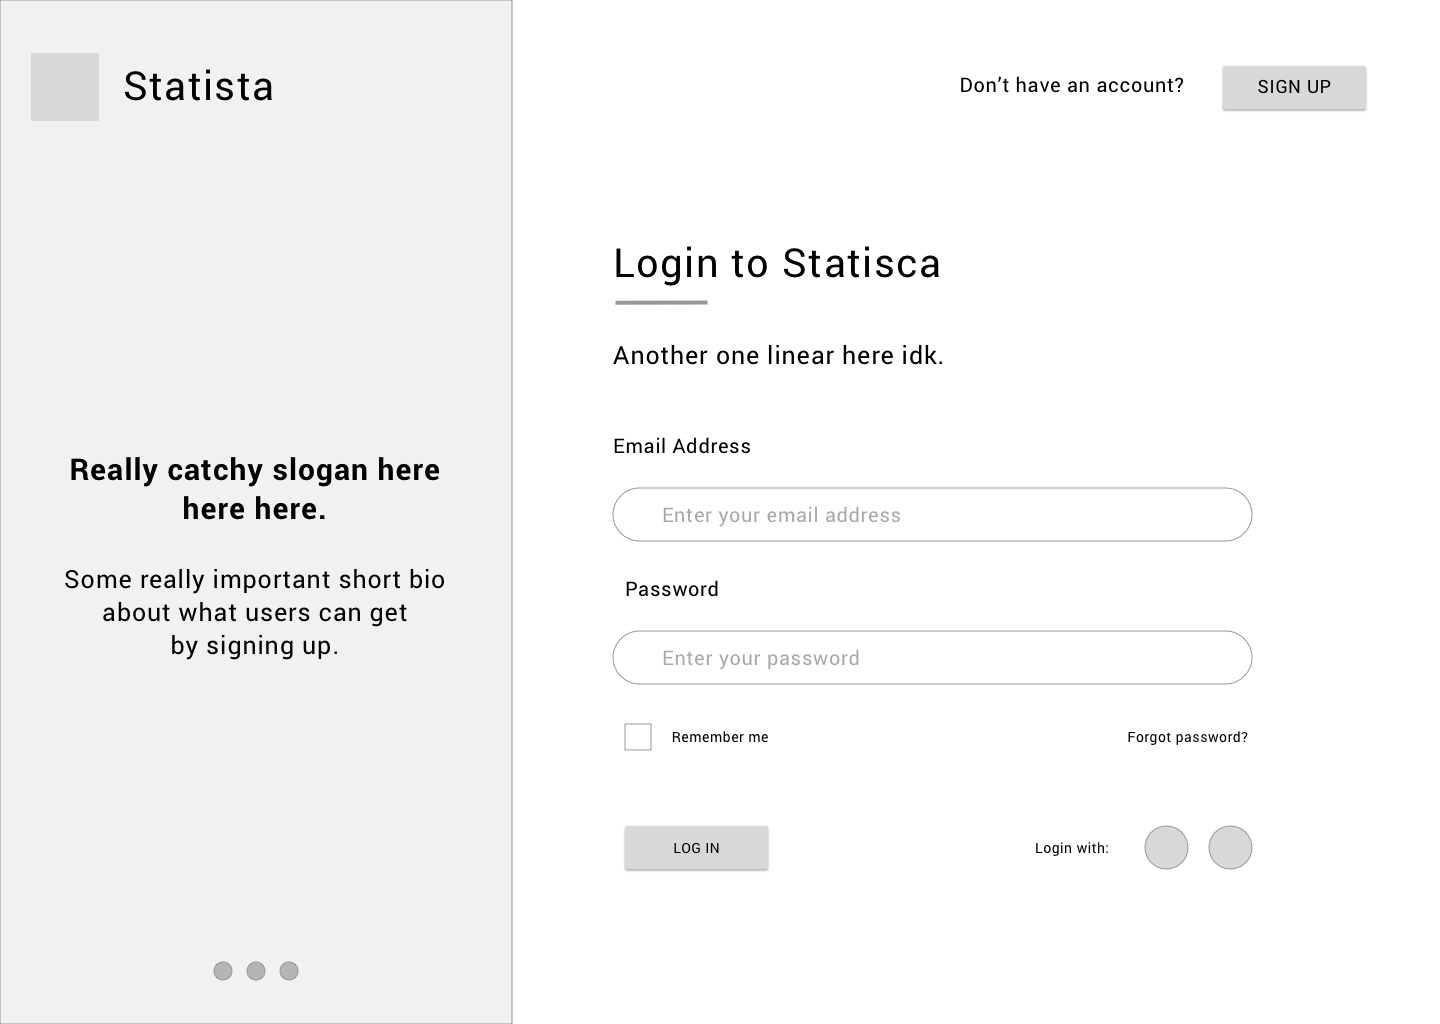 Statista
Really catchy slogan here
here here.
Some really important short bio
about what users can get
by signing up.
Don’t have an account?
SIGN UP
Login to Statisca
Another one linear here idk.
Email Address
Enter your email address
Password
Enter your password
Remember me
Forgot password?
LOG IN
Login with: